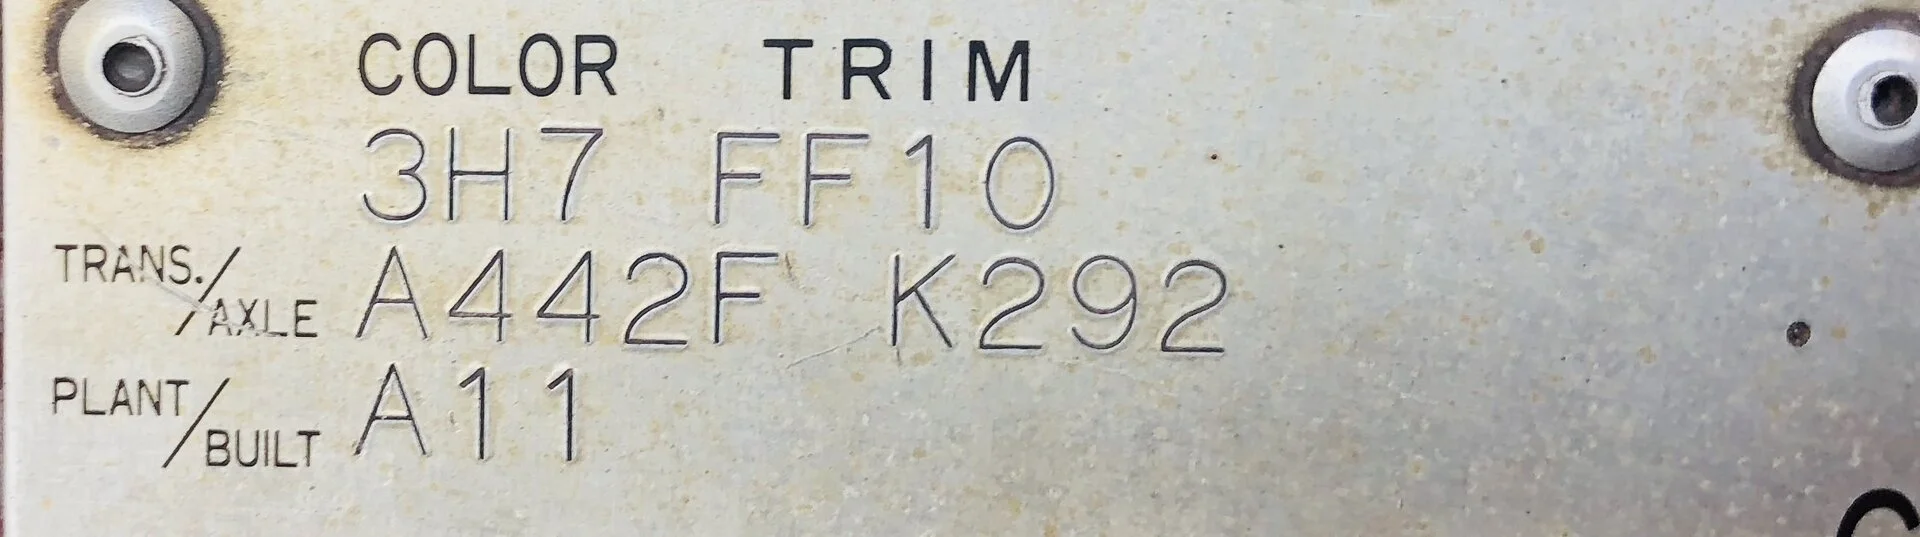 COLOR TRIM
3H7 FF10
TRANS./AXLE A442F K292
PLANT/BUILT A11